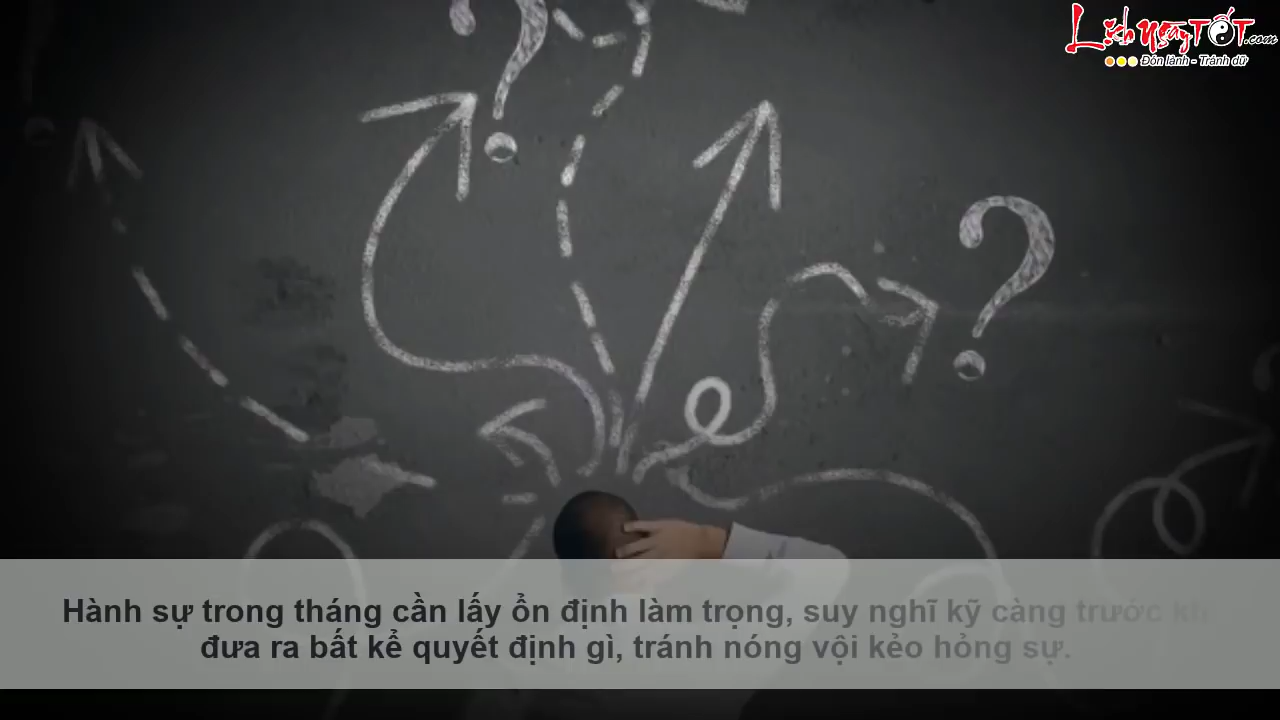 Lịch Ngày TỐT.com
Đón lành - Tránh dữ
?
?
Hành sự trong tháng cần lấy ổn định làm trọng, suy nghĩ kỹ càng trước khi
đưa ra bất kể quyết định gì, tránh nóng vội kẻo hỏng sự.